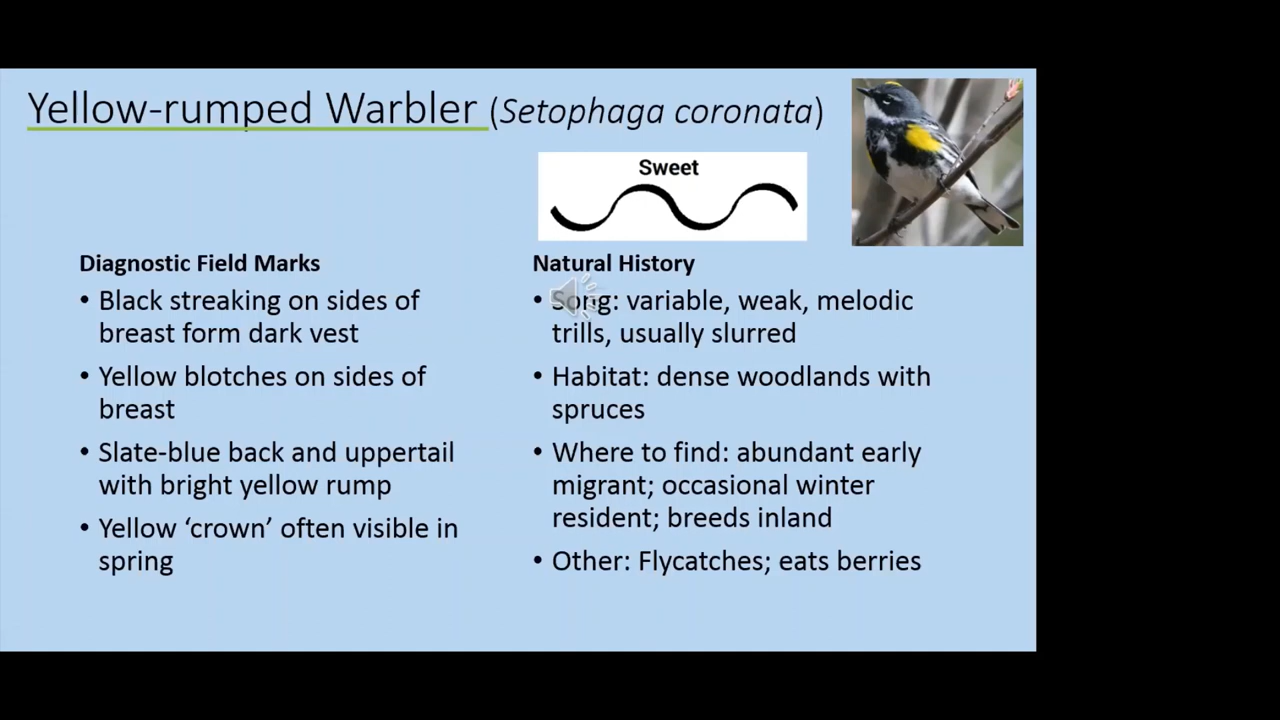 Yellow-rumped Warbler (Setophaga coronata)
Sweet
Diagnostic Field Marks
• Black streaking on sides of
breast form dark vest
• Yellow blotches on sides of
breast
• Slate-blue back and uppertail
with bright yellow rump
• Yellow ‘crown’ often visible in
spring
Natural History
• Song: variable, weak, melodic
trills, usually slurred
• Habitat: dense woodlands with
spruces
• Where to find: abundant early
migrant; occasional winter
resident; breeds inland
• Other: Flycatches; eats berries